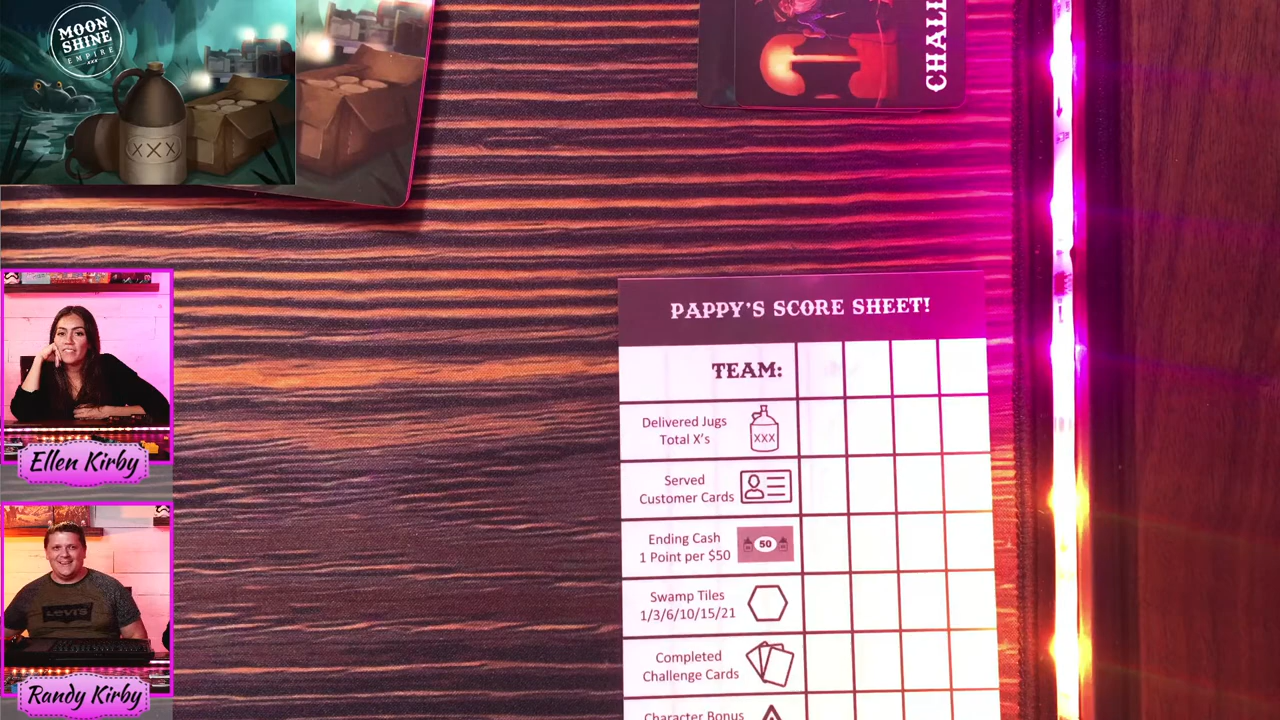 MOON
SHINE
EMPIRE
XXX
XXX
CHALL
PAPPY'S SCORE SHEET!
TEAM:
Delivered Jugs
Total X's
XXX
Served
Customer Cards
Ending Cash
1 Point per $50
50
Swamp Tiles
1/3/6/10/15/21
Completed
Challenge Cards
Character Bonus
Ellen Kirby
LEVI'S
Randy Kirby